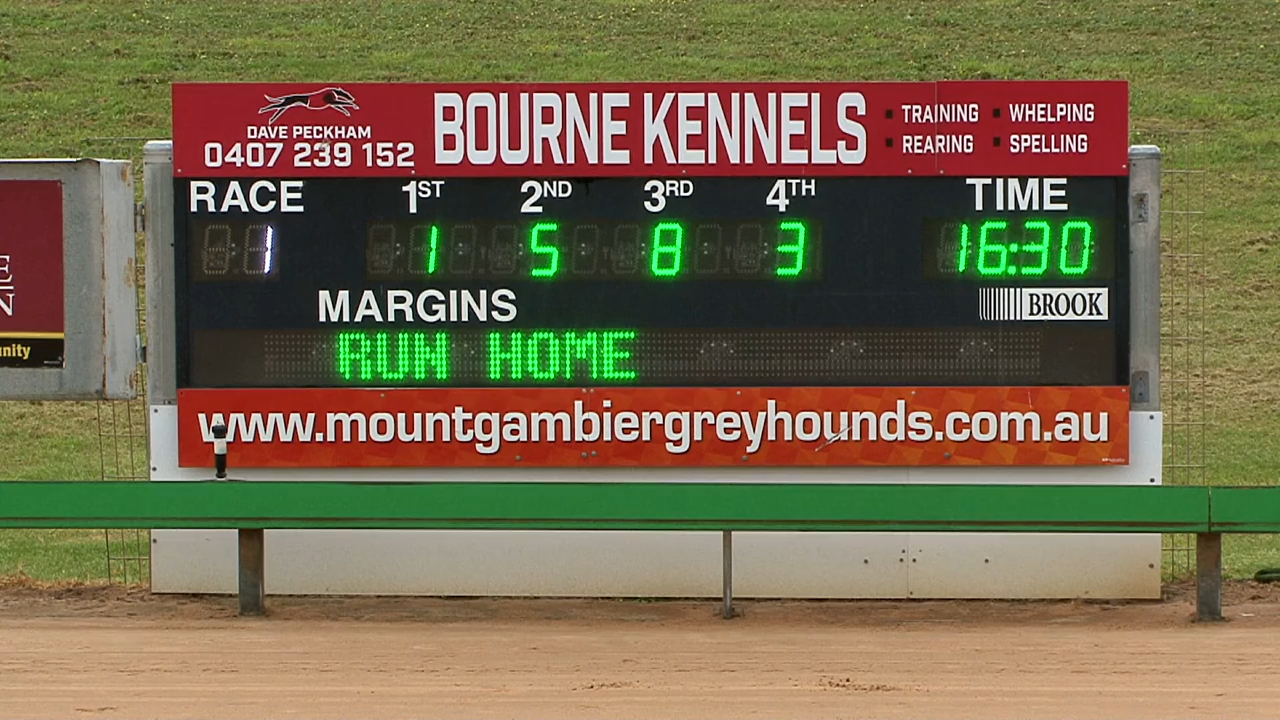 DAVE PECKHAM
0407 239 152
BOURNE KENNELS
▪ TRAINING ▪ WHELPING
▪ REARING ▪ SPELLING
RACE 1ST 2ND 3RD 4TH TIME
1 1 5 8 3 16:30
MARGINS
BROOK
RUN HOME
www.mountgambiergreyhounds.com.au
E
N
nity